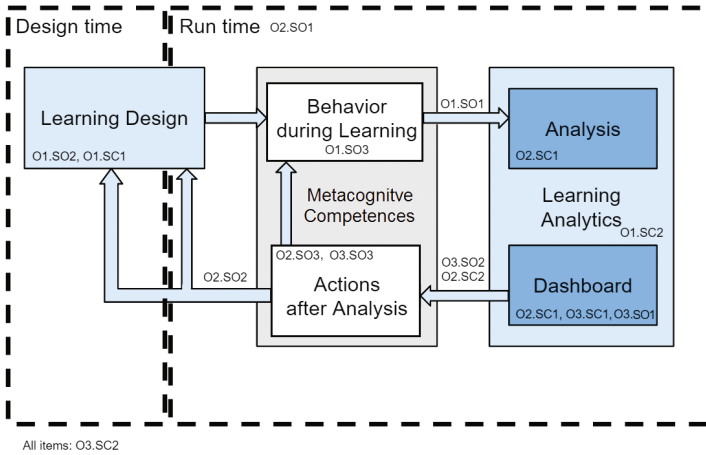 Design time
Run time O2.SO1
Learning Design
O1.SO2, O1.SC1
Behavior
during Learning
O1.SO3
O1.SO1
Analysis
O2.SC1
Metacognitve
Competences
Learning
Analytics
O1.SC2
O2.SO3, O3.SO3
Actions
after Analysis
O2.SO2
O3.SO2
O2.SC2
Dashboard
O2.SC1, O3.SC1, O3.SO1
All items: O3.SC2